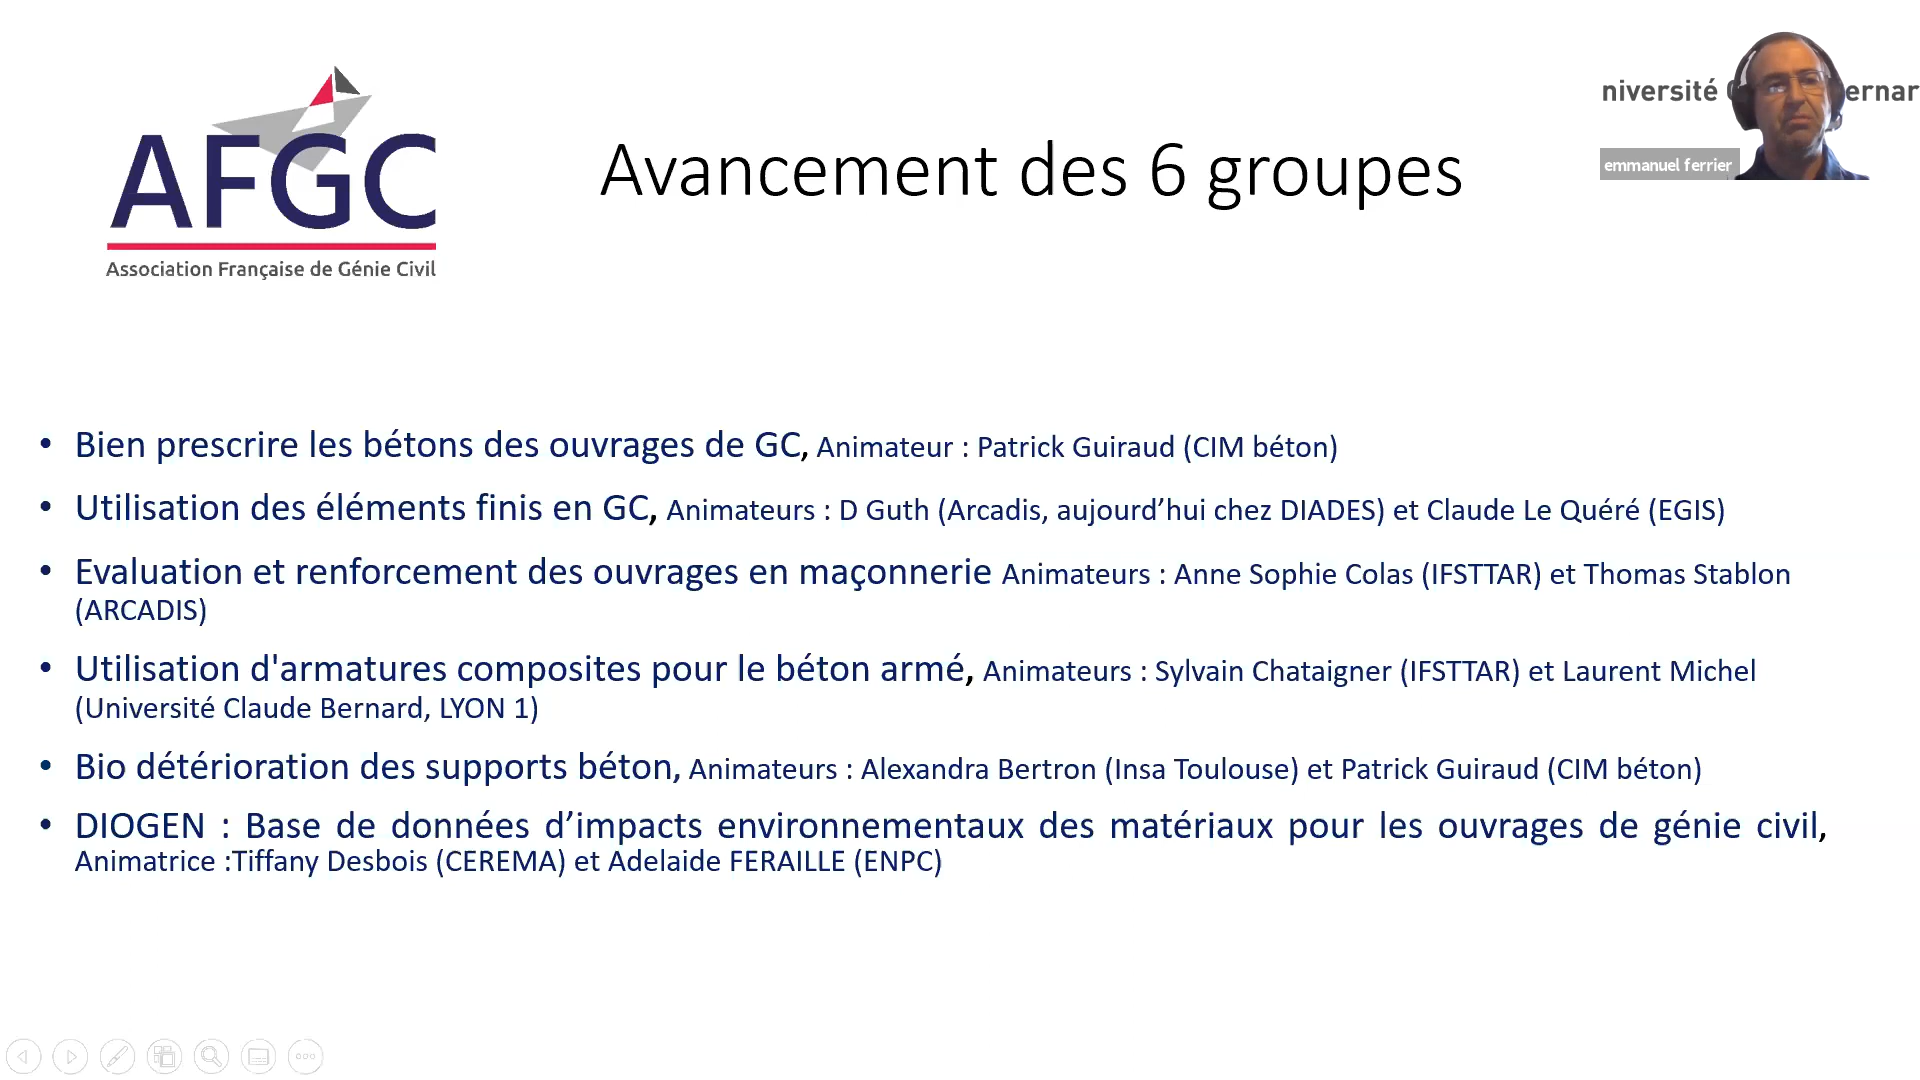 niversité
ernar
emmanuel ferrier
AFGC
Association Française de Génie Civil
Avancement des 6 groupes
• Bien prescrire les bétons des ouvrages de GC, Animateur : Patrick Guiraud (CIM béton)
• Utilisation des éléments finis en GC, Animateurs : D Guth (Arcadis, aujourd’hui chez DIADES) et Claude Le Quéré (EGIS)
• Evaluation et renforcement des ouvrages en maçonnerie Animateurs : Anne Sophie Colas (IFSTTAR) et Thomas Stablon
(ARCADIS)
• Utilisation d'armatures composites pour le béton armé, Animateurs : Sylvain Chataigner (IFSTTAR) et Laurent Michel
(Université Claude Bernard, LYON 1)
• Bio détérioration des supports béton, Animateurs : Alexandra Bertron (Insa Toulouse) et Patrick Guiraud (CIM béton)
• DIOGEN : Base de données d’impacts environnementaux des matériaux pour les ouvrages de génie civil,
Animatrice :Tiffany Desbois (CEREMA) et Adelaide FERAILLE (ENPC)